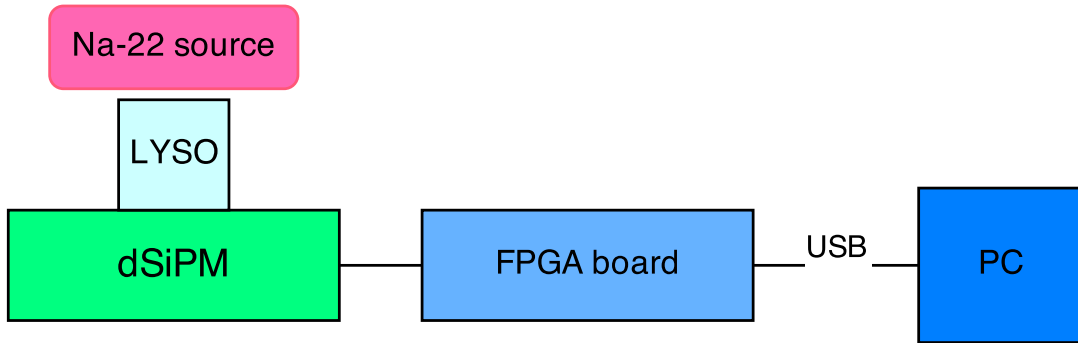 Na-22 source
LYSO
dSiPM
FPGA board
USB
PC